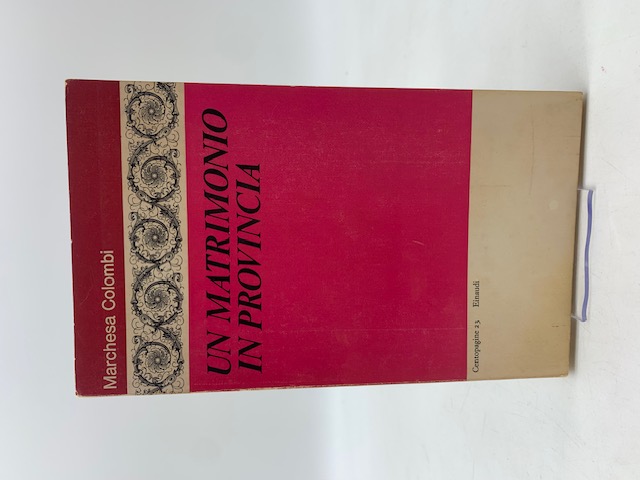 Marchesa Colombi
UN MATRIMONIO
IN PROVINCIA
Centopagine 23 Einaudi